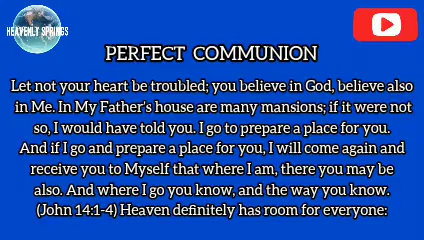 HEAVENLY SPRINGS
PERFECT COMMUNION
Let not your heart be troubled; you believe in God, believe also
in Me. In My Father's house are many mansions; if it were not
so, I would have told you. I go to prepare a place for you.
And if I go and prepare a place for you, I will come again and
receive you to Myself that where I am, there you may be
also. And where I go you know, and the way you know.
(John 14:1-4) Heaven definitely has room for everyone: